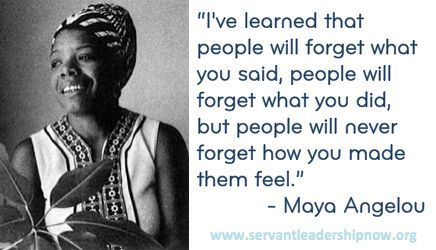 “I've learned that
people will forget what
you said, people will
forget what you did,
but people will never
forget how you made
them feel.”
- Maya Angelou
www.servantleadershipnow.org